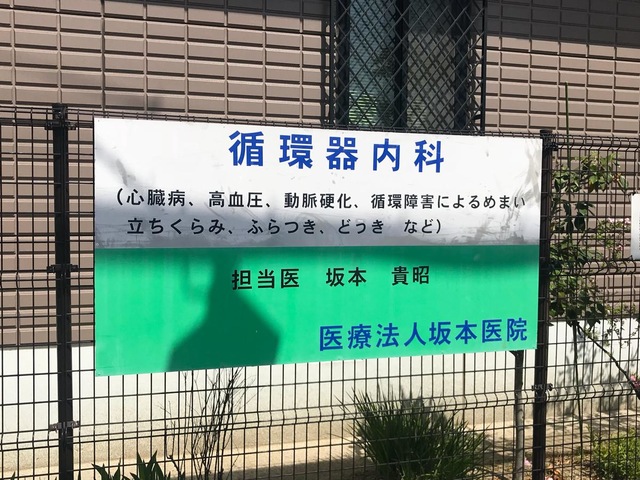 循環器内科
（心臓病、高血圧、動脈硬化、循環障害によるめまい
立ちくらみ、ふらつき、どうき　など）
担当医　坂本　貴昭
医療法人坂本医院